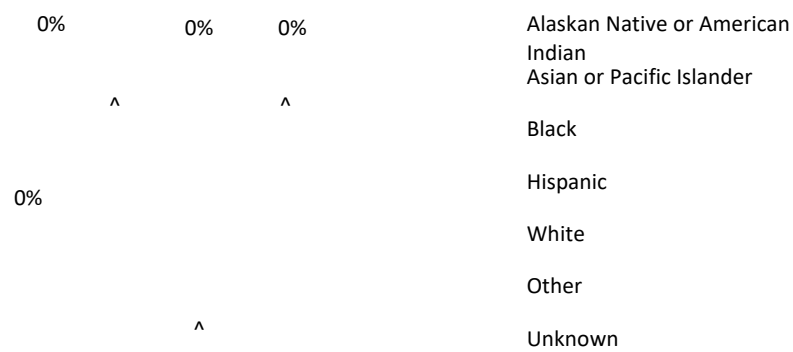 0%
0%
0%
^
^
0%
^
Alaskan Native or American
Indian
Asian or Pacific Islander
Black
Hispanic
White
Other
Unknown